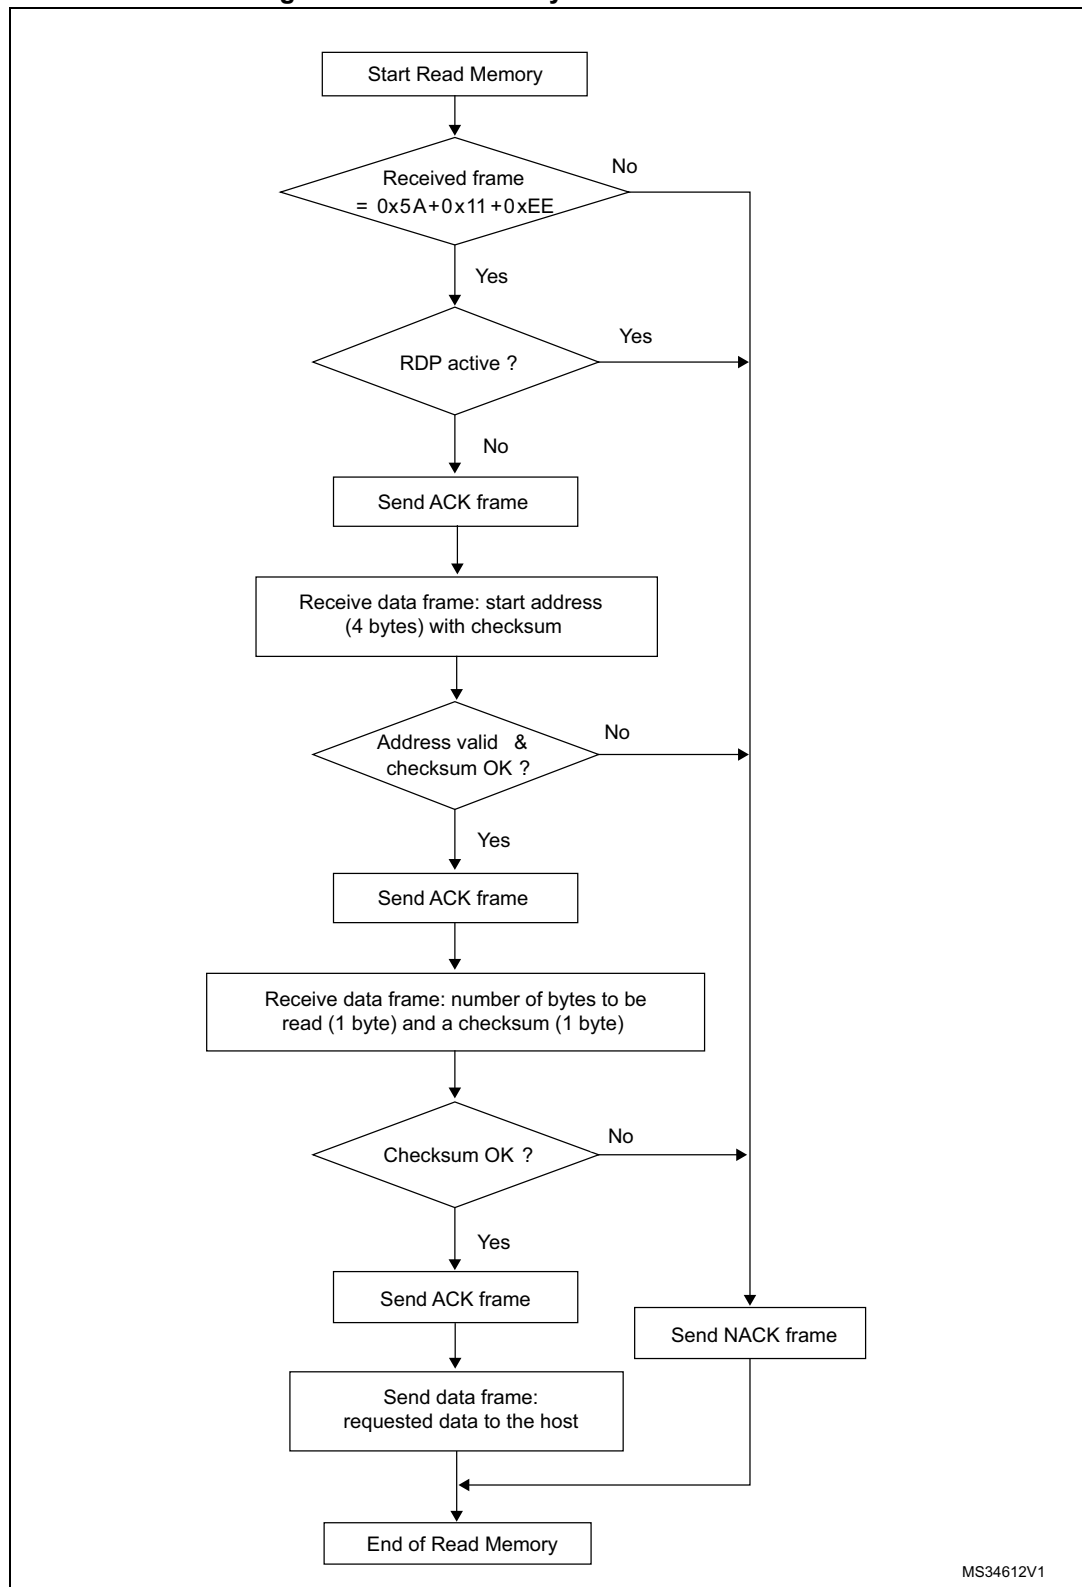 Start Read Memory
No
Received frame
= 0x5A+0x11+0xEE
Yes
Yes
RDP active ?
No
Send ACK frame
Receive data frame: start address
(4 bytes) with checksum
No
Address valid &
checksum OK ?
Yes
Send ACK frame
Receive data frame: number of bytes to be
read (1 byte) and a checksum (1 byte)
No
Checksum OK ?
Yes
Send ACK frame
Send NACK frame
Send data frame:
requested data to the host
End of Read Memory
MS34612V1